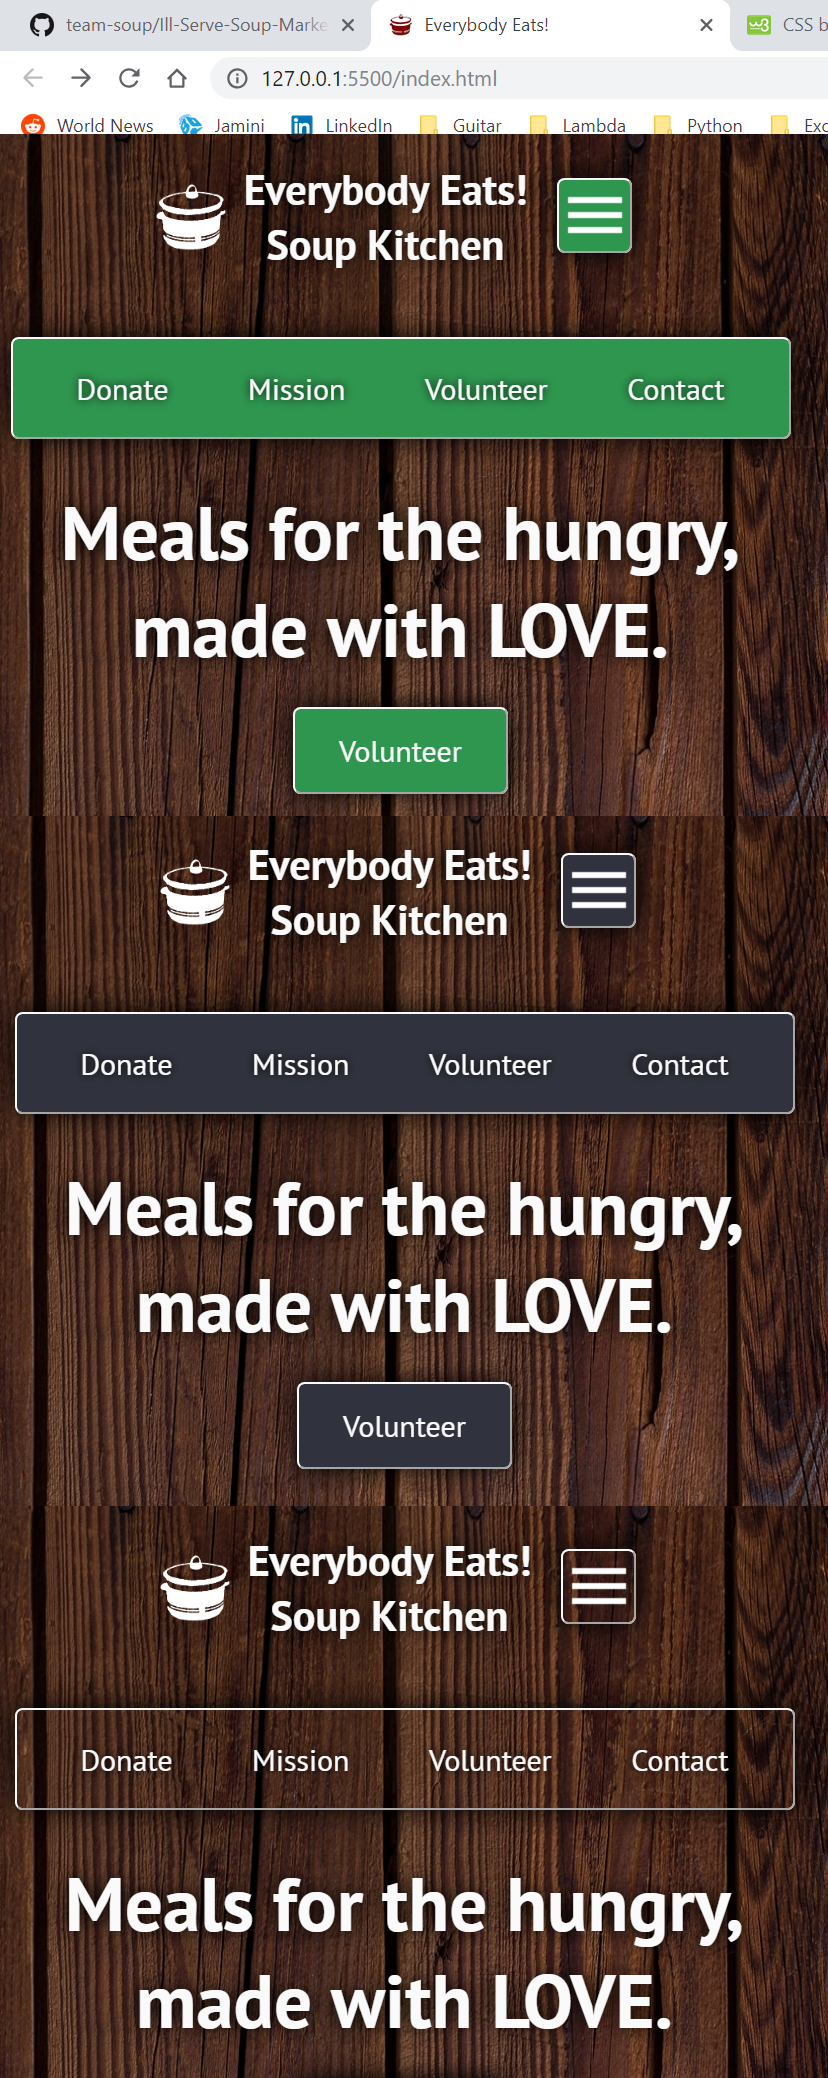 team-soup/Ill-Serve-Soup-Marke
Everybody Eats!
CSS b
127.0.0.1:5500/index.html
World News
Jamini
LinkedIn
Guitar
Lambda
Python
Exc
Everybody Eats!
Soup Kitchen
Donate
Mission
Volunteer
Contact
Meals for the hungry,
made with LOVE.
Volunteer
Everybody Eats!
Soup Kitchen
Donate
Mission
Volunteer
Contact
Meals for the hungry,
made with LOVE.
Volunteer
Everybody Eats!
Soup Kitchen
Donate
Mission
Volunteer
Contact
Meals for the hungry,
made with LOVE.